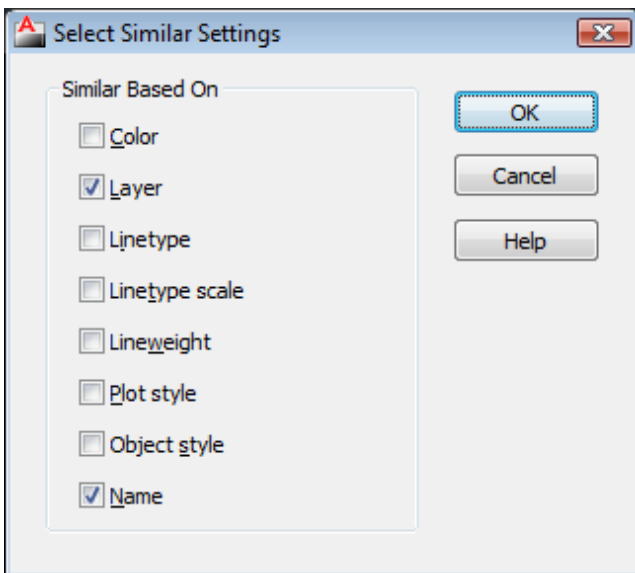 Select Similar Settings
Similar Based On
Color
Layer
Linetype
Linetype scale
Lineweight
Plot style
Object style
Name
OK
Cancel
Help